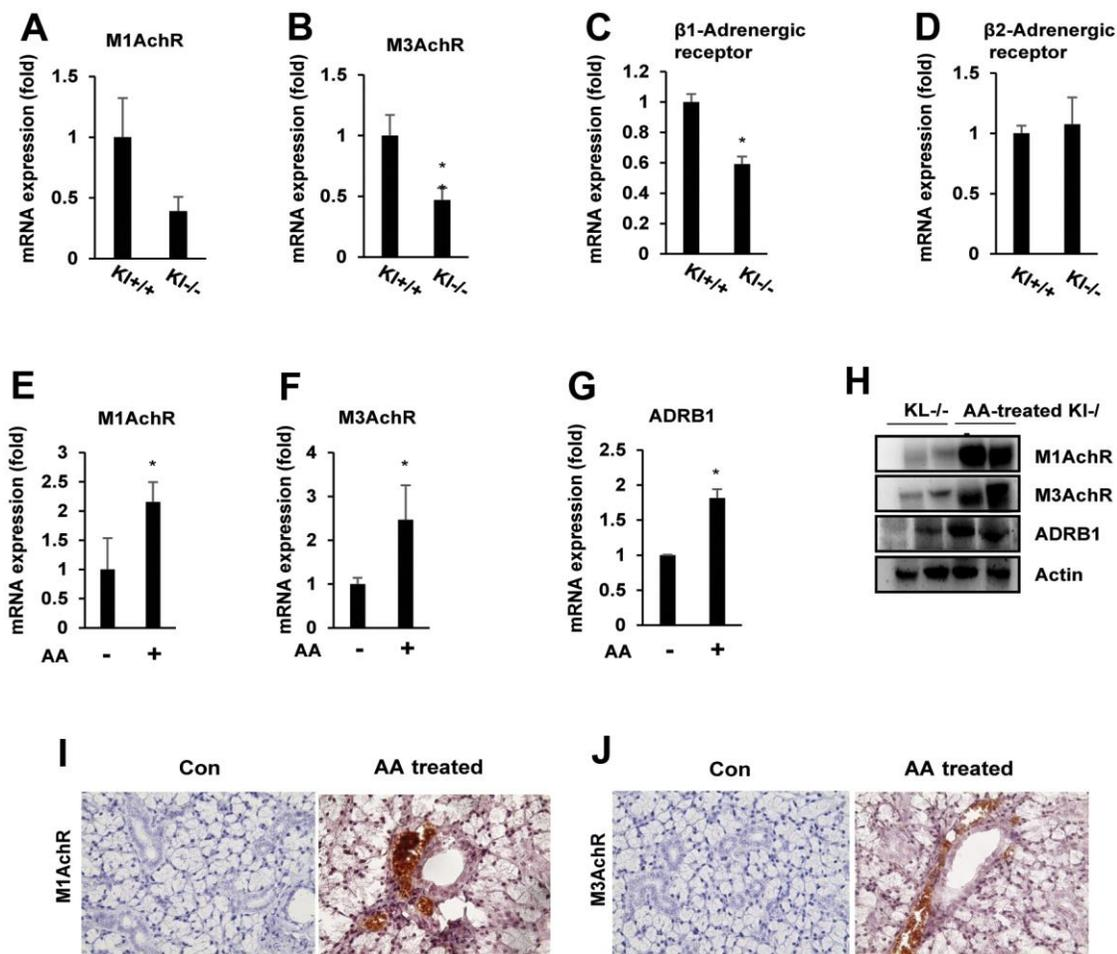 A
M1AchR
mRNA expression (fold)
1.5
1
0.5
0
Kl+/+
Kl-/-
B
M3AchR
mRNA expression (fold)
1.5
1
0.5
0
*
*
Kl+/+
Kl-/-
C
β1-Adrenergic
receptor
mRNA expression (fold)
1.2
1
0.8
0.6
0.4
0.2
0
*
Kl+/+
Kl-/-
D
β2-Adrenergic
receptor
mRNA expression (fold)
1.5
1
0.5
0
Kl+/+
Kl-/-
E
M1AchR
mRNA expression (fold)
3
2.5
2
1.5
1
0.5
0
*
AA - +
F
M3AchR
mRNA expression (fold)
4
3
2
1
0
*
AA - +
G
ADRB1
mRNA expression (fold)
2.5
2
1.5
1
0.5
0
*
AA - +
H
KL-/- AA-treated Kl-/
-
M1AchR
M3AchR
ADRB1
Actin
I
Con AA treated
M1AchR
J
Con AA treated
M3AchR